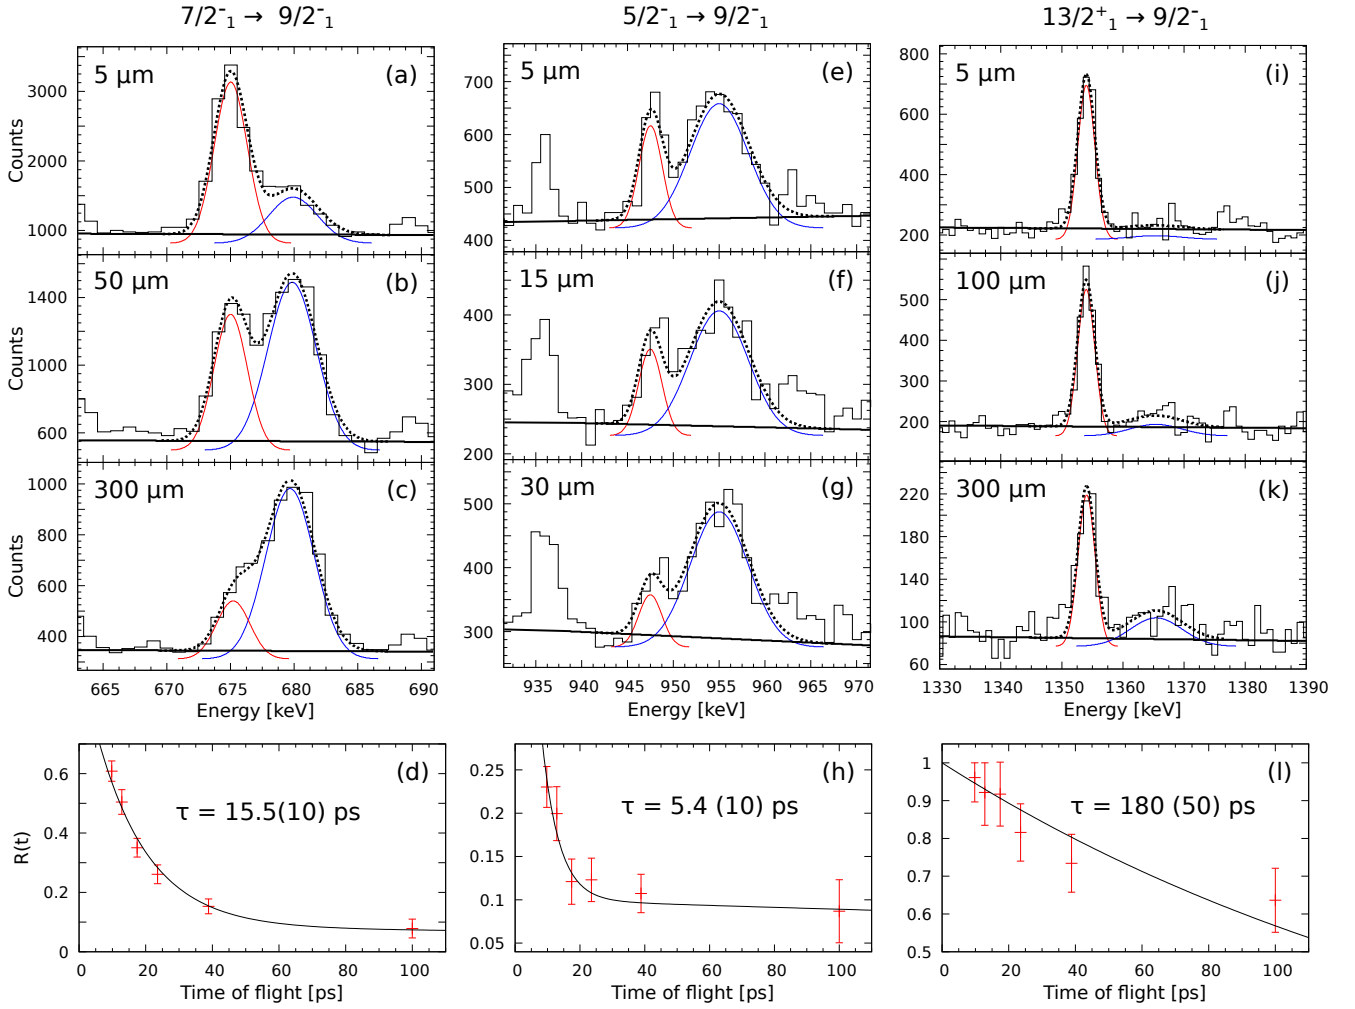 7/2⁻₁ → 9/2⁻₁
5/2⁻₁ → 9/2⁻₁
13/2⁺₁ → 9/2⁻₁
5 μm
(a)
Counts
3000
2000
1000
50 μm
(b)
Counts
1400
1000
600
300 μm
(c)
Counts
1000
800
600
400
665 670 675 680 685 690
Energy [keV]
5 μm
(e)
700
600
500
400
15 μm
(f)
400
300
200
30 μm
(g)
500
400
300
935 940 945 950 955 960 965 970
Energy [keV]
5 μm
(i)
800
600
400
200
100 μm
(j)
500
400
300
200
100
300 μm
(k)
220
180
140
100
60
1330 1340 1350 1360 1370 1380 1390
Energy [keV]
(d)
τ = 15.5(10) ps
R(t)
0.6
0.4
0.2
0
0 20 40 60 80 100
Time of flight [ps]
(h)
τ = 5.4 (10) ps
0.25
0.2
0.15
0.1
0.05
0 20 40 60 80 100
Time of flight [ps]
(l)
τ = 180 (50) ps
1
0.9
0.8
0.7
0.6
0.5
0 20 40 60 80 100
Time of flight [ps]